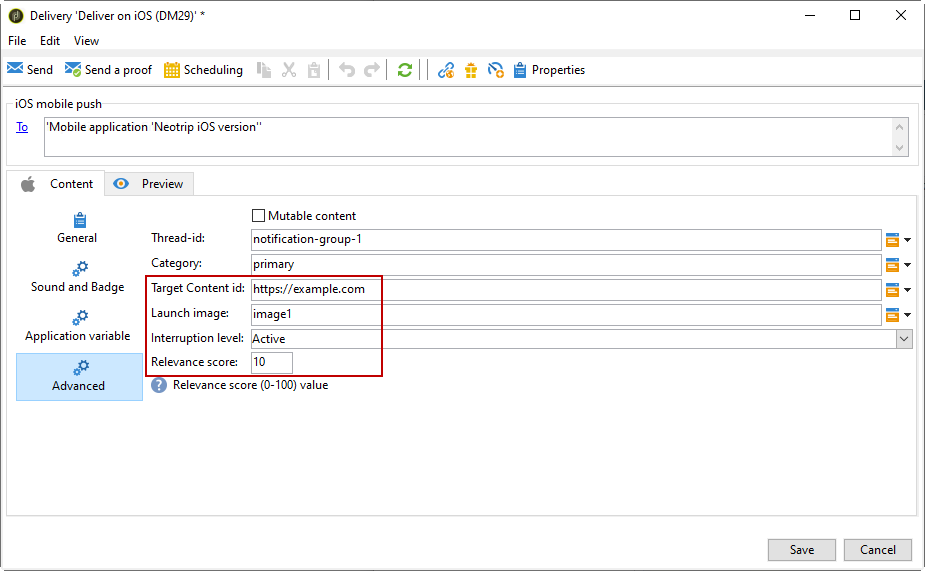 Delivery 'Deliver on iOS (DM29)' *
File Edit View
Send Send a proof Scheduling Properties
iOS mobile push
To 'Mobile application 'Neotrip iOS version''
Content Preview
Mutable content
General
Thread-id: notification-group-1
Category: primary
Sound and Badge
Target Content id: https://example.com
Launch image: image1
Application variable
Interruption level: Active
Relevance score: 10
Advanced
? Relevance score (0-100) value
Save Cancel